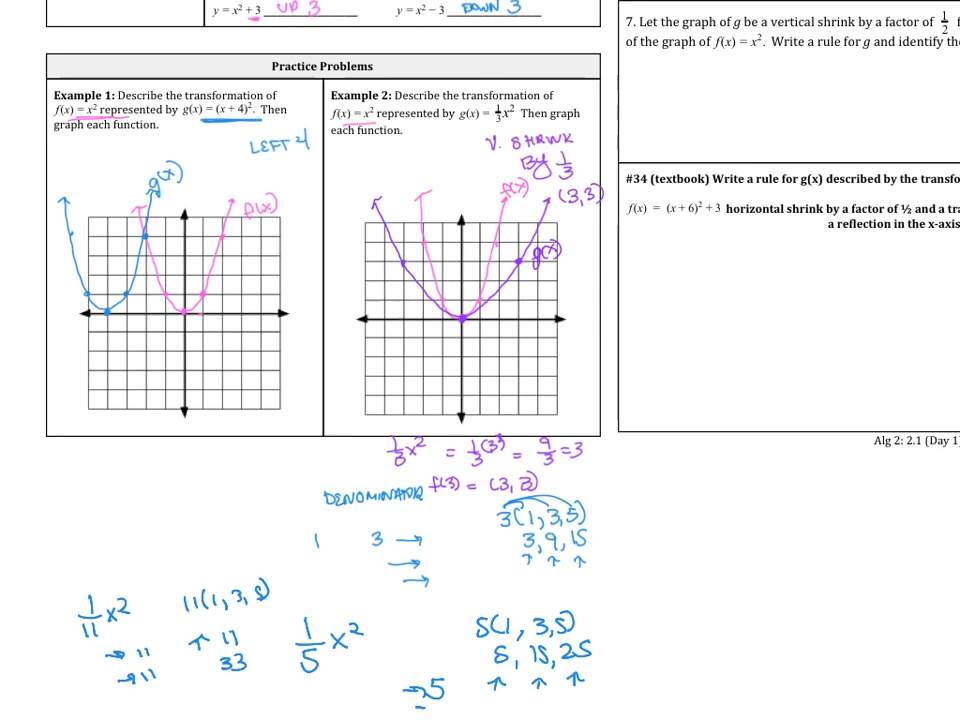 y = x² + 3 UP 3
y = x² − 3 DOWN 3
Practice Problems
Example 1: Describe the transformation of
f(x) = x² represented by g(x) = (x + 4)². Then
graph each function.
LEFT 4
g(x)
f(x)
Example 2: Describe the transformation of
f(x) = x² represented by g(x) = 1/3 x² Then graph
each function.
V. SHRINK
By 1/3
f(x)
(3,3)
g(x)
1/3 x² = 1/3 (3)² = 9/3 = 3
DENOMINATOR f(3) = (3, 3)
3(1, 3, 5)
1 3 → 3, 9, 15
→ ↑ ↑ ↑
→
1/11 x² 11(1, 3, 5)
→ 11 ↑ 11
→ 11 33
1/5 x² 5(1, 3, 5)
5, 15, 25
→ 5 ↑ ↑ ↑
7. Let the graph of g be a vertical shrink by a factor of 1/2 f
of the graph of f(x) = x². Write a rule for g and identify the
#34 (textbook) Write a rule for g(x) described by the transfo
f(x) = (x + 6)² + 3 horizontal shrink by a factor of ½ and a tra
a reflection in the x-axis
Alg 2: 2.1 (Day 1)